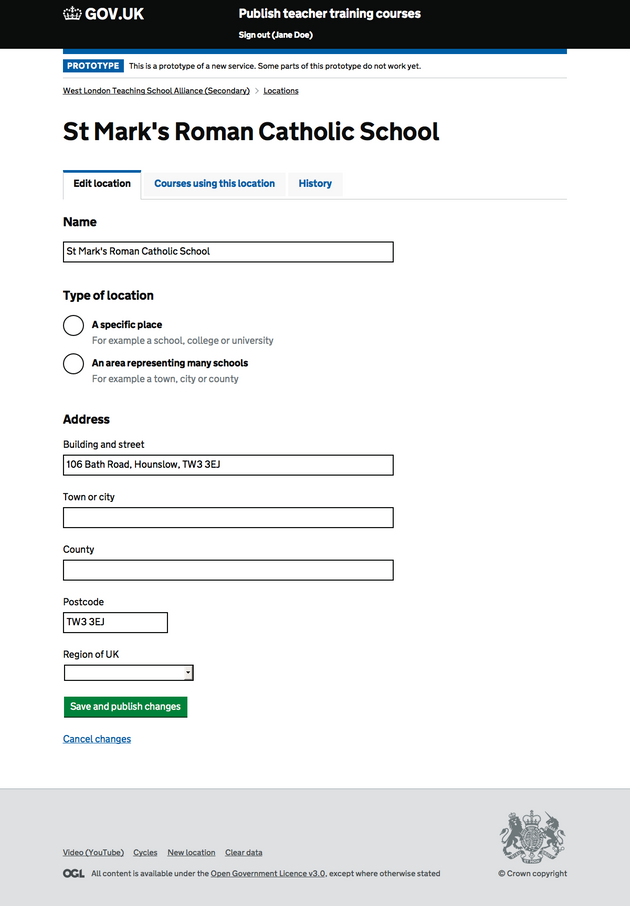 GOV.UK
Publish teacher training courses
Sign out (Jane Doe)
PROTOTYPE This is a prototype of a new service. Some parts of this prototype do not work yet.
West London Teaching School Alliance (Secondary) > Locations
St Mark's Roman Catholic School
Edit location Courses using this location History
Name
St Mark's Roman Catholic School
Type of location
A specific place
For example a school, college or university
An area representing many schools
For example a town, city or county
Address
Building and street
106 Bath Road, Hounslow, TW3 3EJ
Town or city
County
Postcode
TW3 3EJ
Region of UK
Save and publish changes
Cancel changes
Video (YouTube) Cycles New location Clear data
OGL All content is available under the Open Government Licence v3.0, except where otherwise stated
© Crown copyright